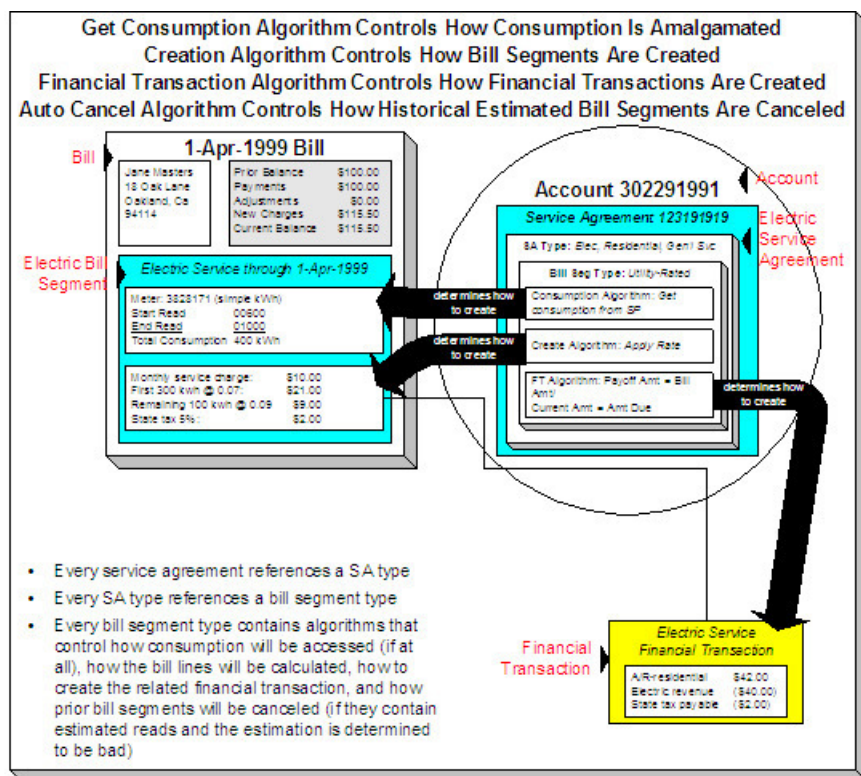 Get Consumption Algorithm Controls How Consumption Is Amalgamated
Creation Algorithm Controls How Bill Segments Are Created
Financial Transaction Algorithm Controls How Financial Transactions Are Created
Auto Cancel Algorithm Controls How Historical Estimated Bill Segments Are Canceled
Bill
1-Apr-1999 Bill
Jane Masters
18 Oak Lane
Oakland, Ca
94114
Prior Balance $100.00
Payments $100.00
Adjustments $0.00
New Charges $115.50
Current Balance $115.50
Electric Bill
Segment
Electric Service through 1-Apr-1999
Meter: 3828171 (simple kWh)
Start Read 00600
End Read 01000
Total Consumption 400 kWh
Monthly service charge: $10.00
First 300 kwh @ 0.07: $21.00
Remaining 100 kwh @ 0.09 $9.00
State tax 5%: $2.00
Account
Account 302291991
Service Agreement 123191919
Electric
Service
Agreement
SA Type: Elec, Residential, Gen'l Svc
Bill Seg Type: Utility-Rated
determines how
to create
Consumption Algorithm: Get
consumption from SP
determines how
to create
Create Algorithm: Apply Rate
FT Algorithm: Payoff Amt = Bill
Amt/
Current Amt = Amt Due
determines how
to create
• Every service agreement references a SA type
• Every SA type references a bill segment type
• Every bill segment type contains algorithms that
control how consumption will be accessed (if at
all), how the bill lines will be calculated, how to
create the related financial transaction, and how
prior bill segments will be canceled (if they contain
estimated reads and the estimation is determined
to be bad)
Financial
Transaction
Electric Service
Financial Transaction
A/R-residential $42.00
Electric revenue ($40.00)
State tax payable ($2.00)